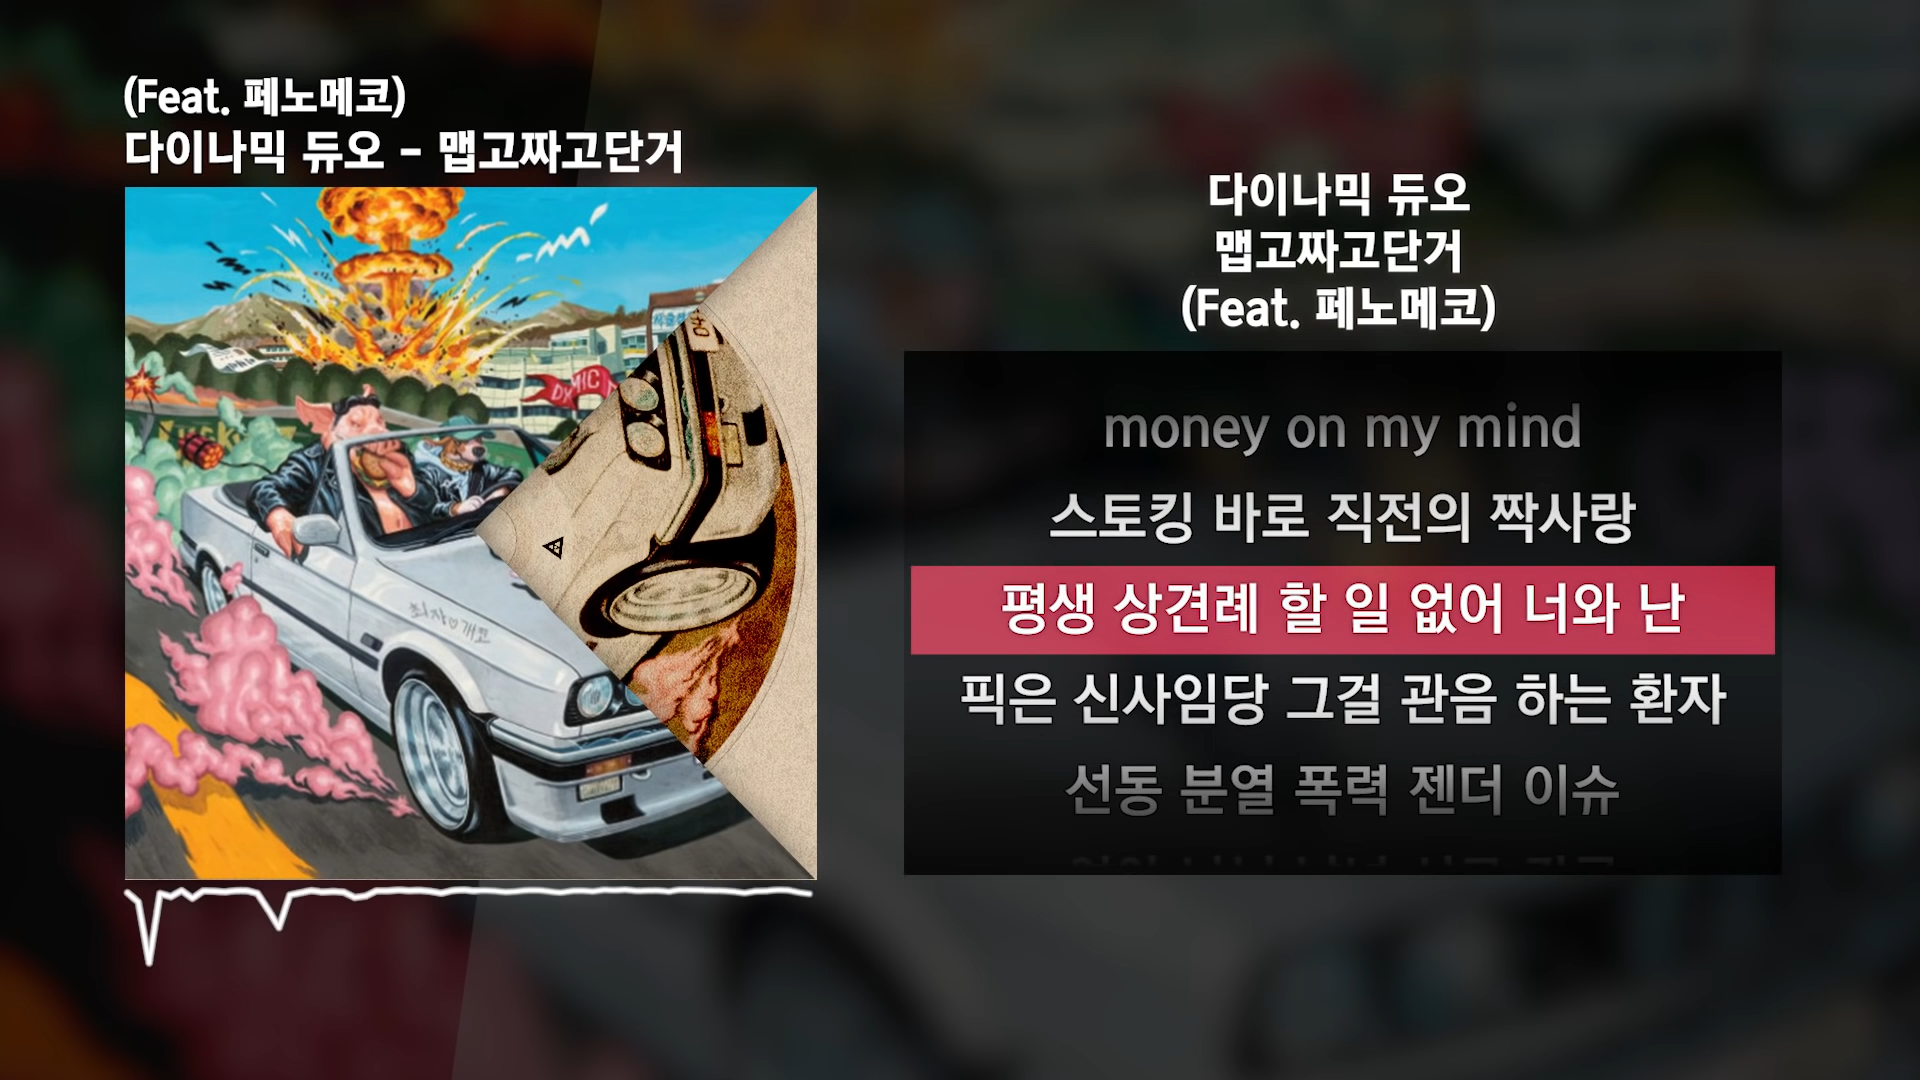 (Feat. 페노메코)
다이나믹 듀오 - 맵고짜고단거
최자♡개코
다이나믹 듀오
맵고짜고단거
(Feat. 페노메코)
money on my mind
스토킹 바로 직전의 짝사랑
평생 상견례 할 일 없어 너와 난
픽은 신사임당 그걸 관음 하는 환자
선동 분열 폭력 젠더 이슈